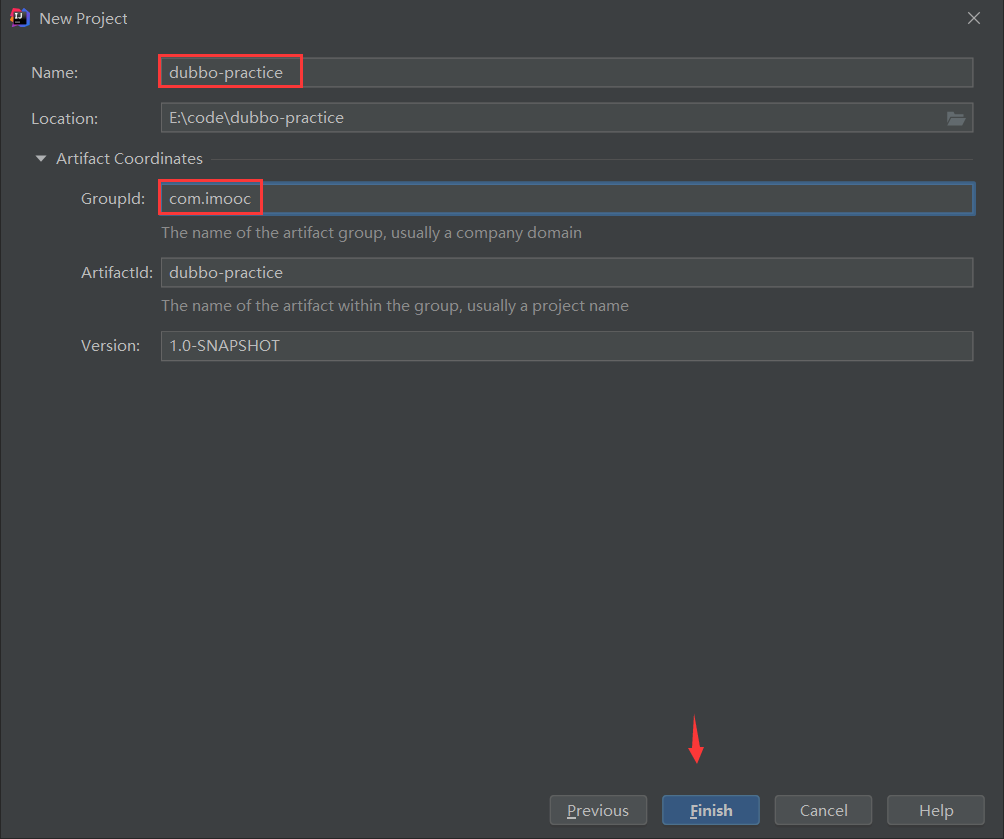 New Project
Name: dubbo-practice
Location: E:\code\dubbo-practice
Artifact Coordinates
GroupId: com.imooc
The name of the artifact group, usually a company domain
ArtifactId: dubbo-practice
The name of the artifact within the group, usually a project name
Version: 1.0-SNAPSHOT
Previous Finish Cancel Help